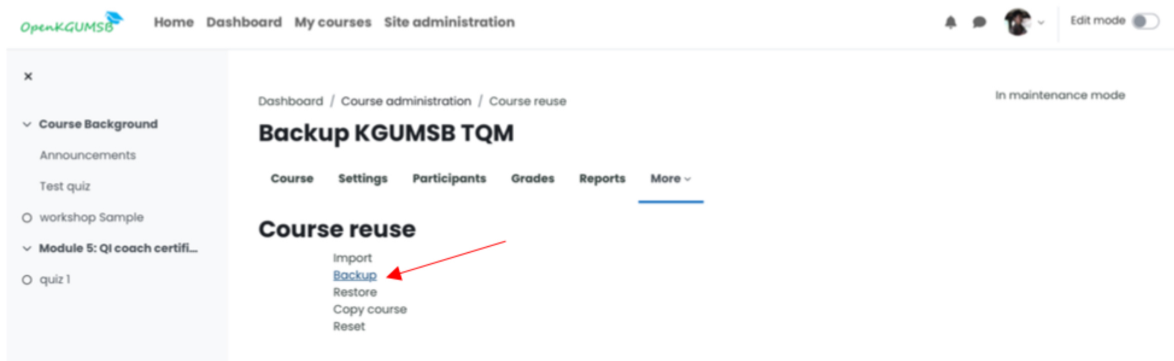 OpenKGUMSB Home Dashboard My courses Site administration Edit mode
In maintenance mode
Course Background
Announcements
Test quiz
workshop Sample
Module 5: QI coach certifi...
quiz 1
Dashboard / Course administration / Course reuse
Backup KGUMSB TQM
Course Settings Participants Grades Reports More
Course reuse
Import
Backup
Restore
Copy course
Reset